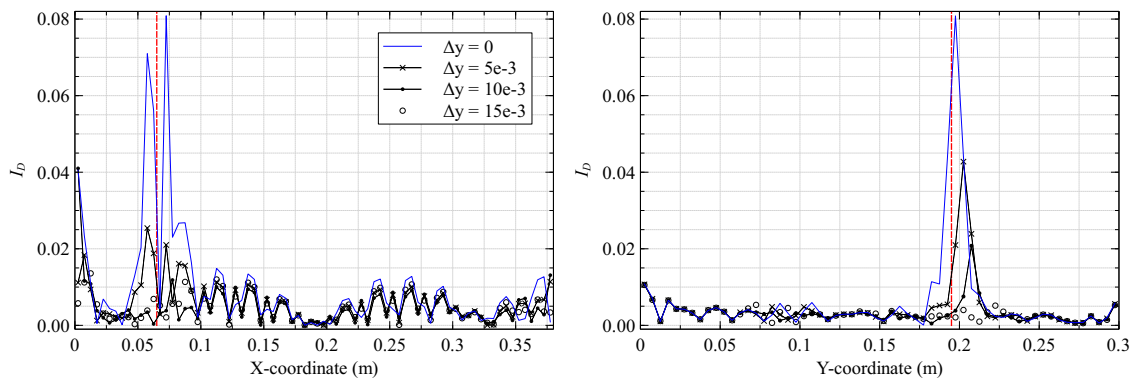 0.08
0.06
0.04
0.02
0.00
I_D
0 0.05 0.1 0.15 0.2 0.25 0.3 0.35
X-coordinate (m)
Δy = 0
Δy = 5e-3
Δy = 10e-3
Δy = 15e-3
0.08
0.06
0.04
0.02
0.00
I_D
0 0.05 0.1 0.15 0.2 0.25 0.3
Y-coordinate (m)